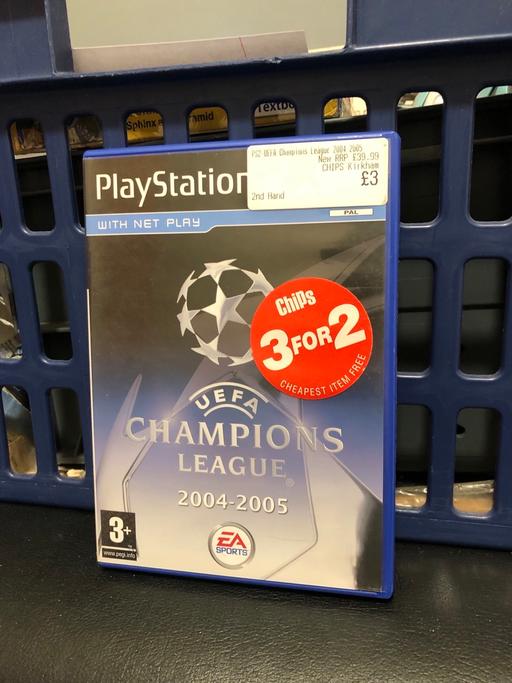 Sphinx
amid
Textbo
PS2 UEFA Champions League 2004 2005
New RRP £39.99
CHIPS Kirkham
£3
2nd Hand
PlayStation
PAL
WITH NET PLAY
Chips
3 FOR 2
CHEAPEST ITEM FREE
UEFA
CHAMPIONS
LEAGUE®
2004-2005
3+
www.pegi.info
EA
SPORTS™